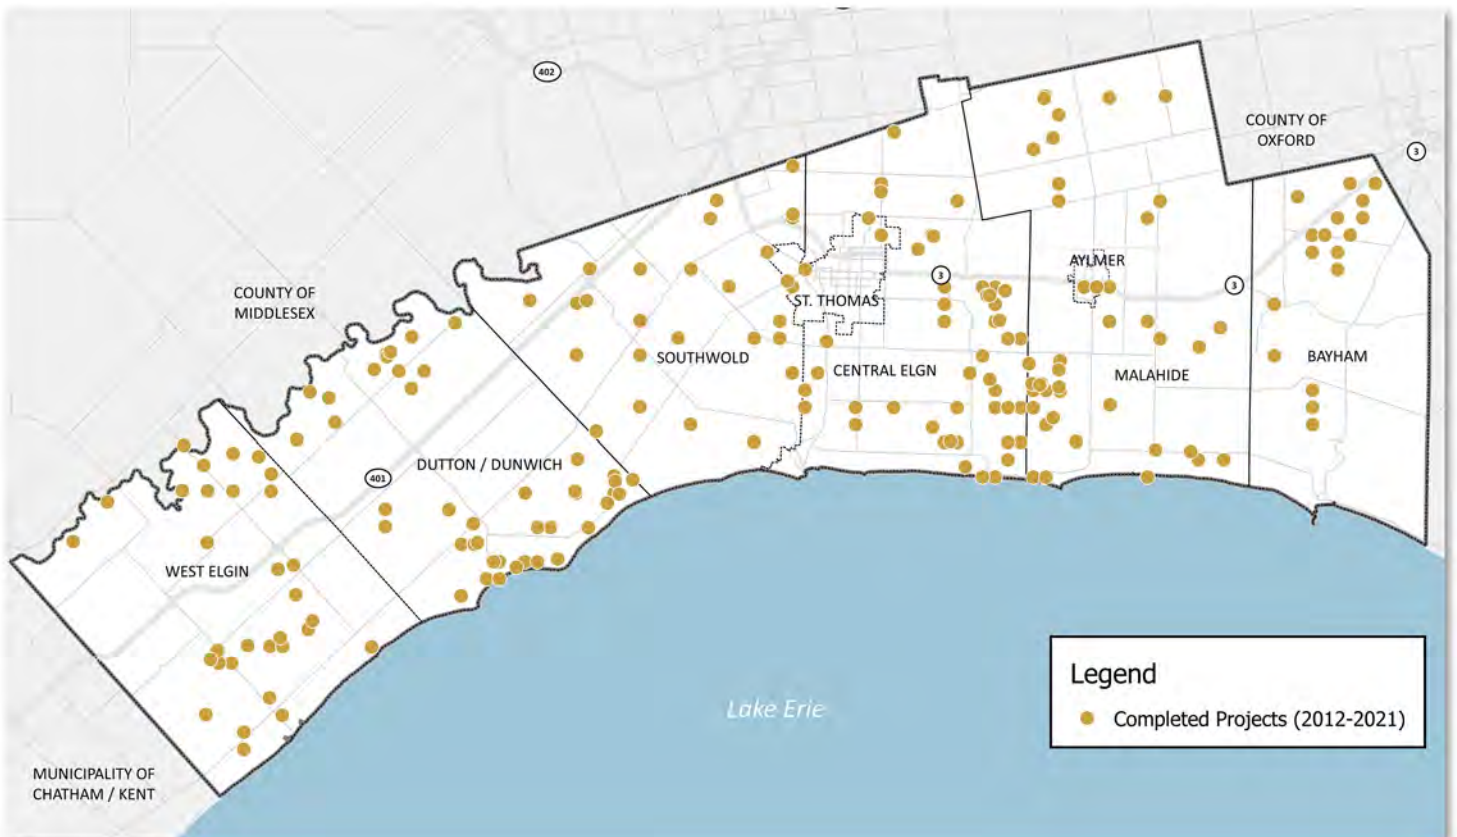 402
COUNTY OF
OXFORD
3
AYLMER
3
3
COUNTY OF
MIDDLESEX
ST. THOMAS
SOUTHWOLD
CENTRAL ELGN
MALAHIDE
BAYHAM
DUTTON / DUNWICH
401
WEST ELGIN
Lake Erie
MUNICIPALITY OF
CHATHAM / KENT
Legend
Completed Projects (2012-2021)